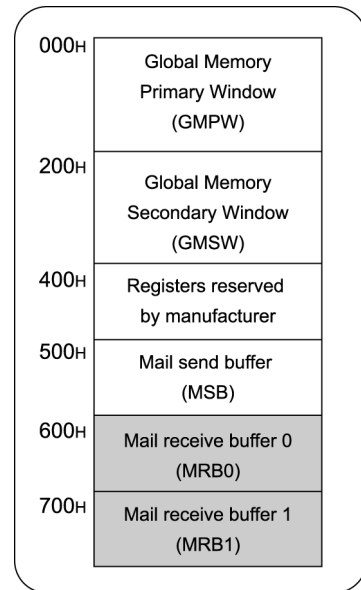 000H
Global Memory
Primary Window
(GMPW)
200H
Global Memory
Secondary Window
(GMSW)
400H
Registers reserved
by manufacturer
500H
Mail send buffer
(MSB)
600H
Mail receive buffer 0
(MRB0)
700H
Mail receive buffer 1
(MRB1)